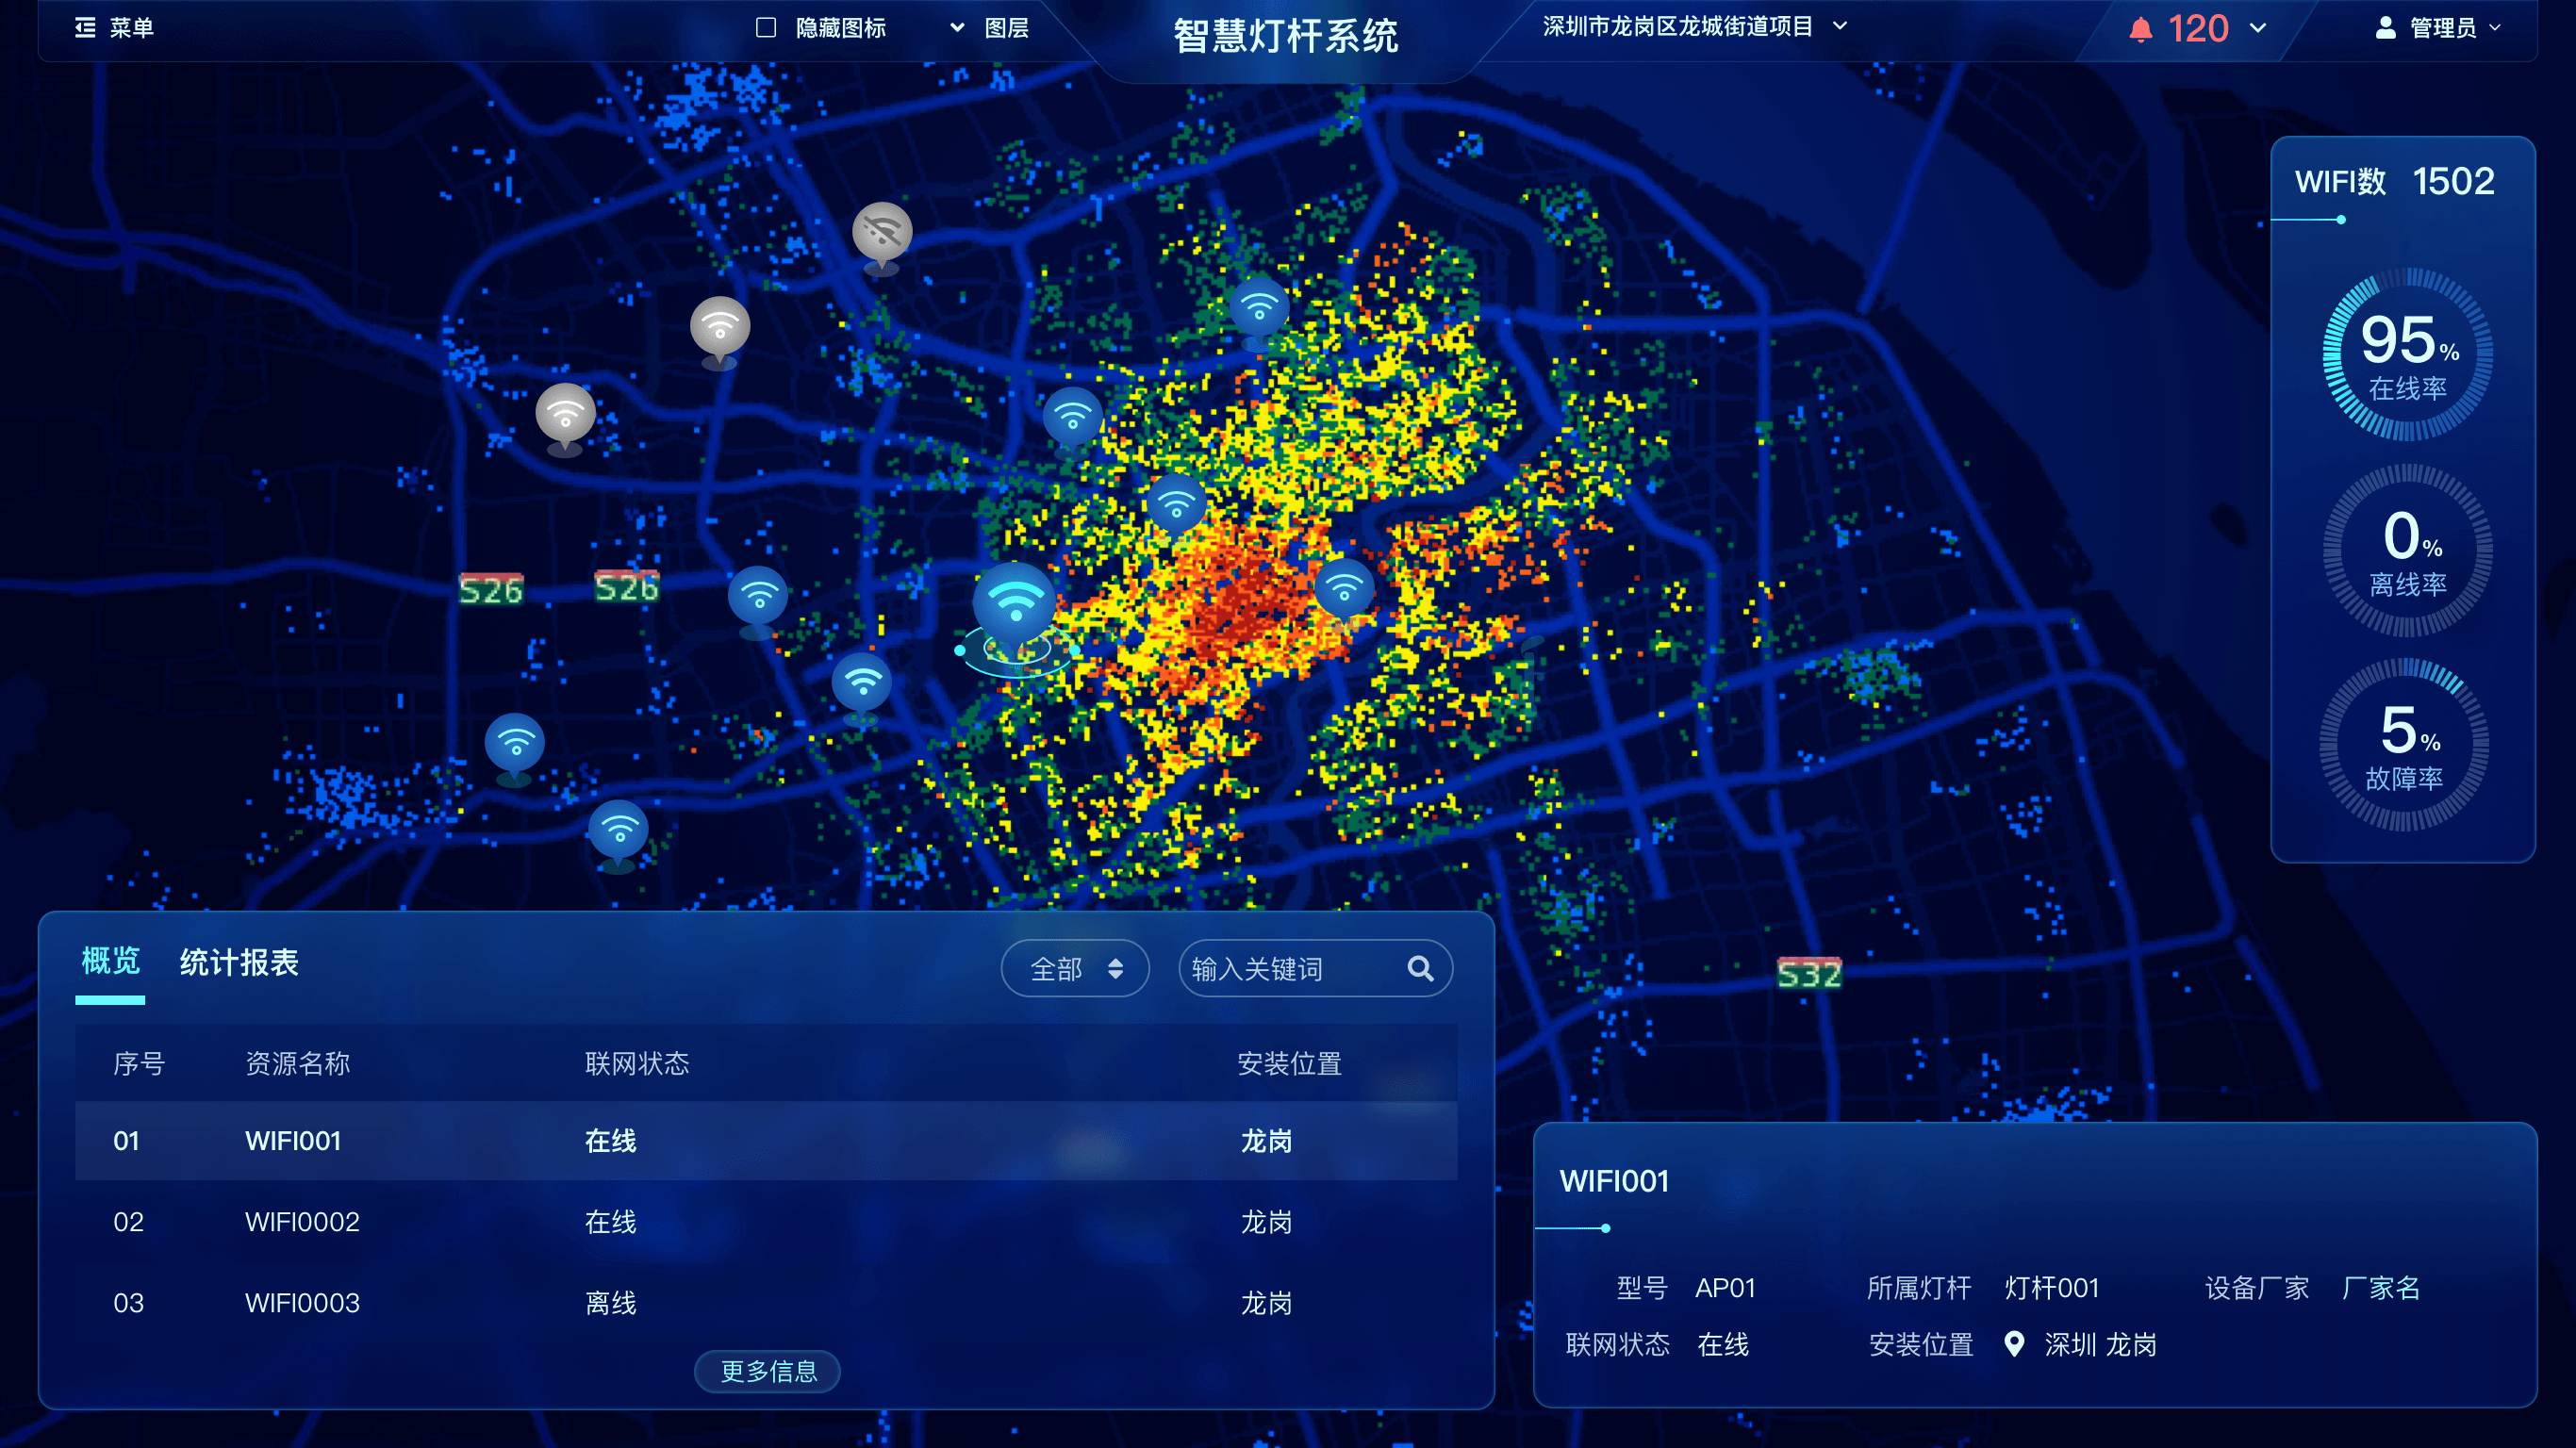 菜单
隐藏图标
图层
智慧灯杆系统
深圳市龙岗区龙城街道项目
120
管理员
WIFI数 1502
95%
在线率
0%
离线率
5%
故障率
S26
S26
S32
概览 统计报表
全部
输入关键词
序号 资源名称 联网状态 安装位置
01 WIFI001 在线 龙岗
02 WIFI0002 在线 龙岗
03 WIFI0003 离线 龙岗
更多信息
WIFI001
型号 AP01 所属灯杆 灯杆001 设备厂家 厂家名
联网状态 在线 安装位置 深圳 龙岗